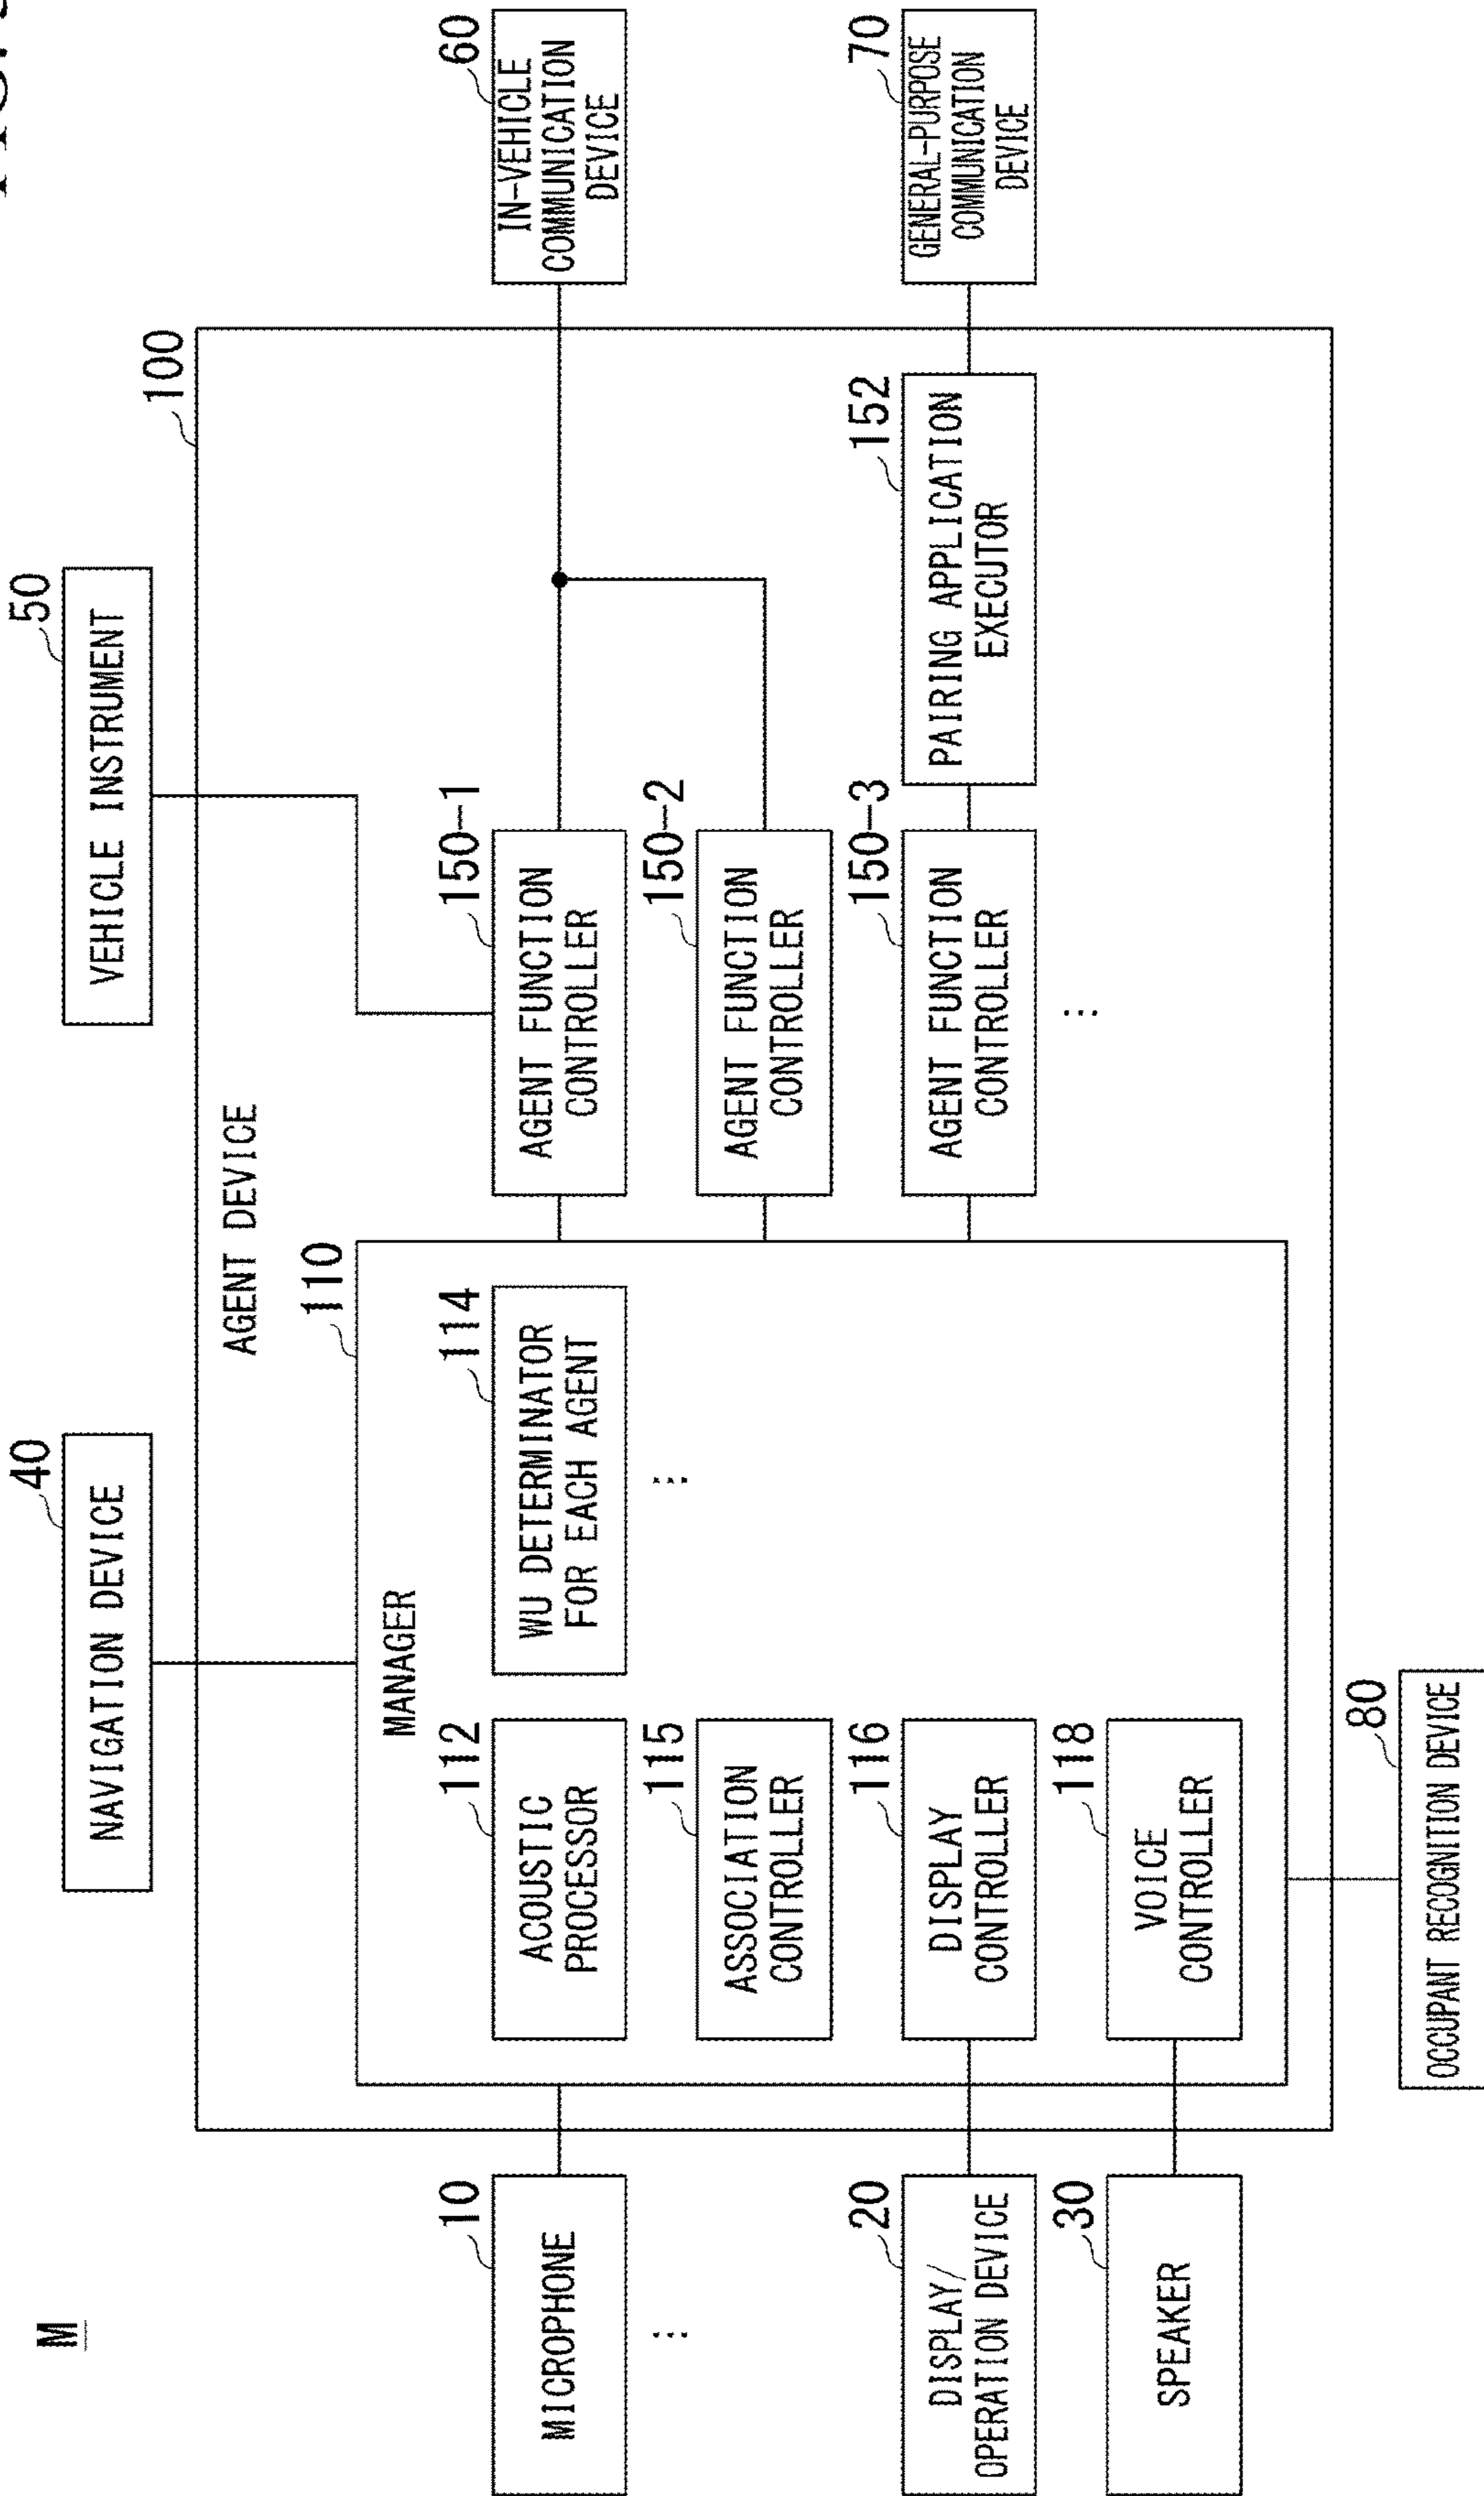 M
40
NAVIGATION DEVICE
50
VEHICLE INSTRUMENT
100
AGENT DEVICE
110
MANAGER
10
MICROPHONE
...
112
ACOUSTIC
PROCESSOR
114
WU DETERMINATOR
FOR EACH AGENT
...
150-1
AGENT FUNCTION
CONTROLLER
60
IN-VEHICLE
COMMUNICATION
DEVICE
115
ASSOCIATION
CONTROLLER
150-2
AGENT FUNCTION
CONTROLLER
20
DISPLAY/
OPERATION DEVICE
116
DISPLAY
CONTROLLER
150-3
AGENT FUNCTION
CONTROLLER
...
152
PAIRING APPLICATION
EXECUTOR
70
GENERAL-PURPOSE
COMMUNICATION
DEVICE
30
SPEAKER
118
VOICE
CONTROLLER
80
OCCUPANT RECOGNITION DEVICE